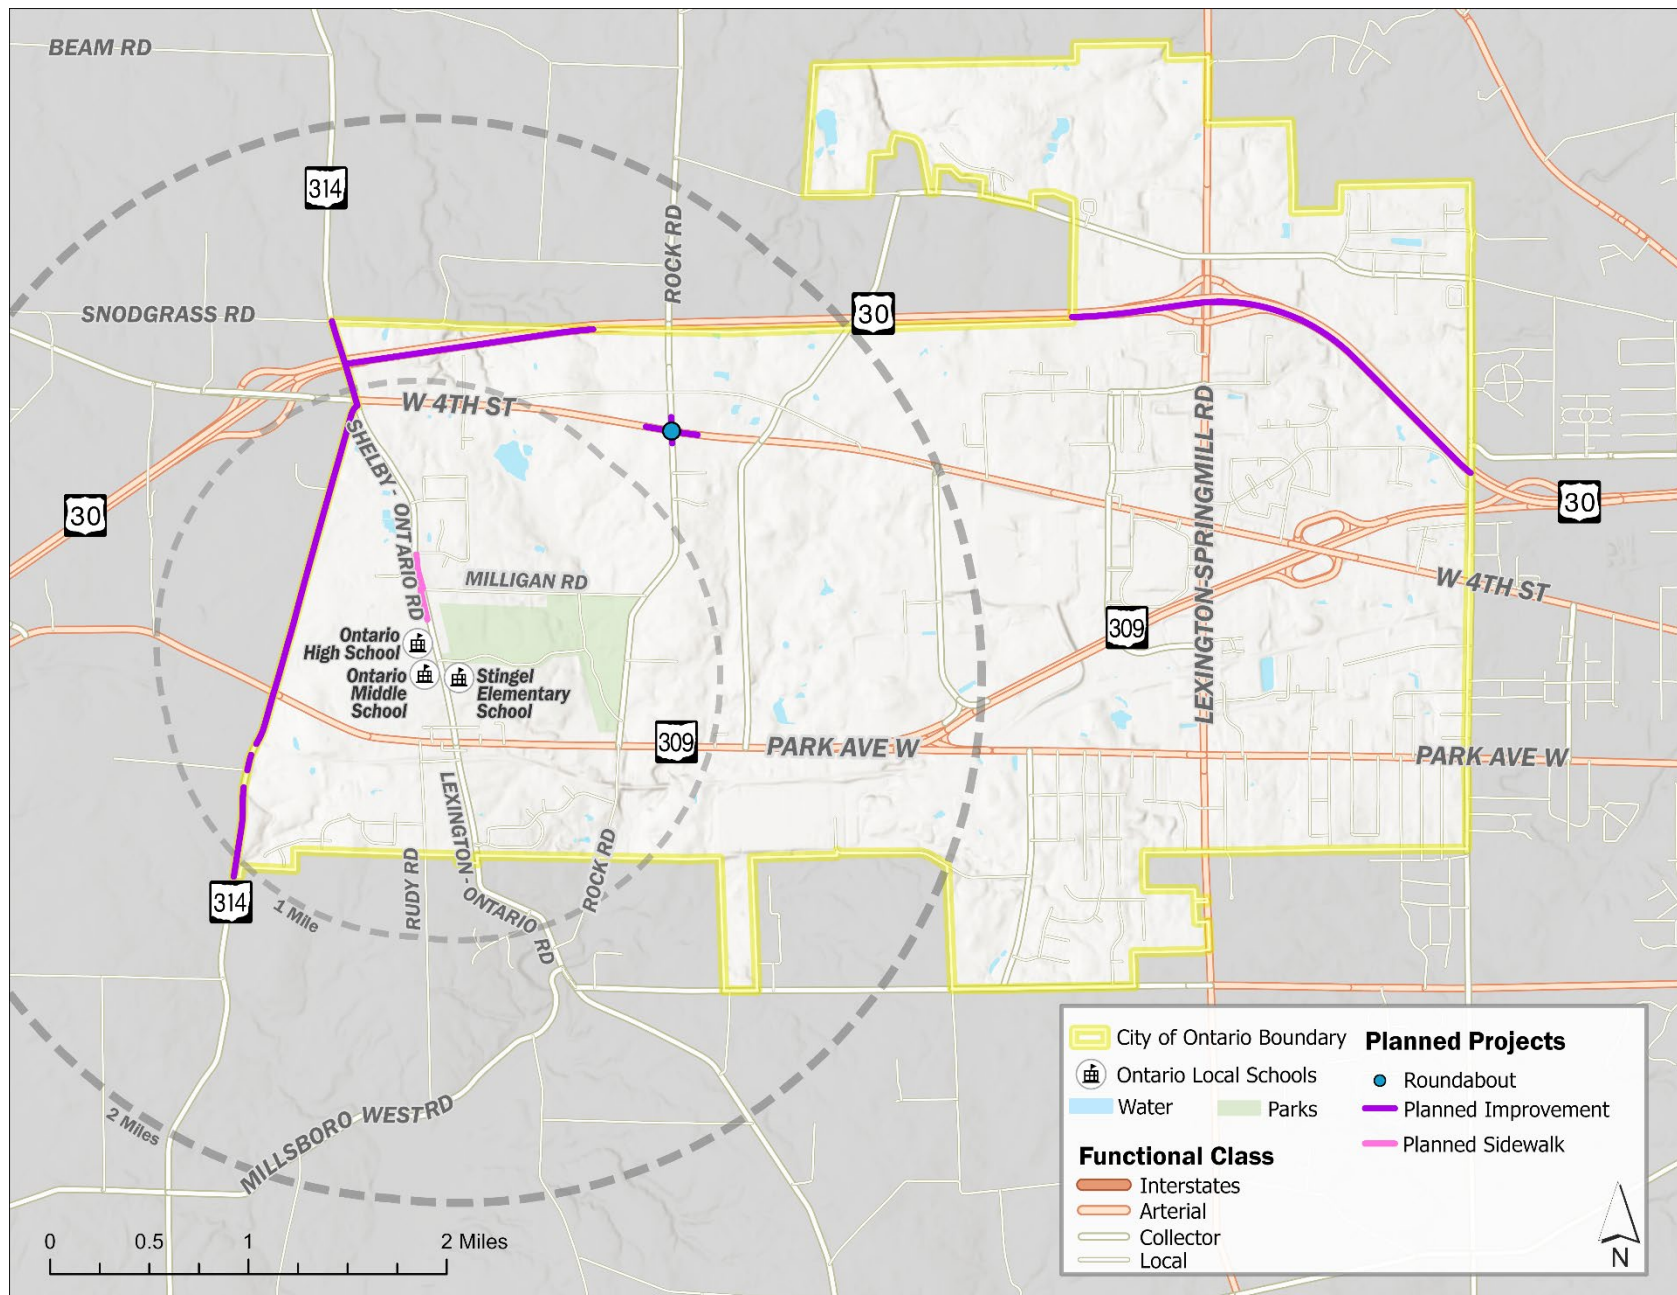 BEAM RD
314
ROCK RD
SNODGRASS RD
30
W 4TH ST
SHELBY - ONTARIO RD
LEXINGTON-SPRINGMILL RD
30
30
MILLIGAN RD
W 4TH ST
309
Ontario
High School
Ontario
Middle
School
Stingel
Elementary
School
309
PARK AVE W
PARK AVE W
LEXINGTON - ONTARIO RD
RUDY RD
ROCK RD
314
1 Mile
2 Miles
MILLSBORO WEST RD
City of Ontario Boundary
Ontario Local Schools
Water
Parks
Functional Class
Interstates
Arterial
Collector
Local
Planned Projects
Roundabout
Planned Improvement
Planned Sidewalk
N
0 0.5 1 2 Miles